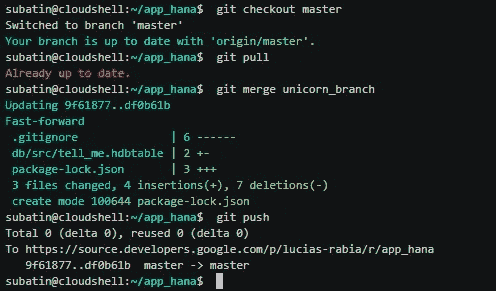 subatin@cloudshell:~/app_hana$ git checkout master
Switched to branch 'master'
Your branch is up to date with 'origin/master'.
subatin@cloudshell:~/app_hana$ git pull
Already up to date.
subatin@cloudshell:~/app_hana$ git merge unicorn_branch
Updating 9f61877..df0b61b
Fast-forward
.gitignore | 6 ------
db/src/tell_me.hdbtable | 2 +-
package-lock.json | 3 +++
3 files changed, 4 insertions(+), 7 deletions(-)
create mode 100644 package-lock.json
subatin@cloudshell:~/app_hana$ git push
Total 0 (delta 0), reused 0 (delta 0)
To https://source.developers.google.com/p/lucias-rabia/r/app_hana
9f61877..df0b61b master -> master
subatin@cloudshell:~/app_hana$